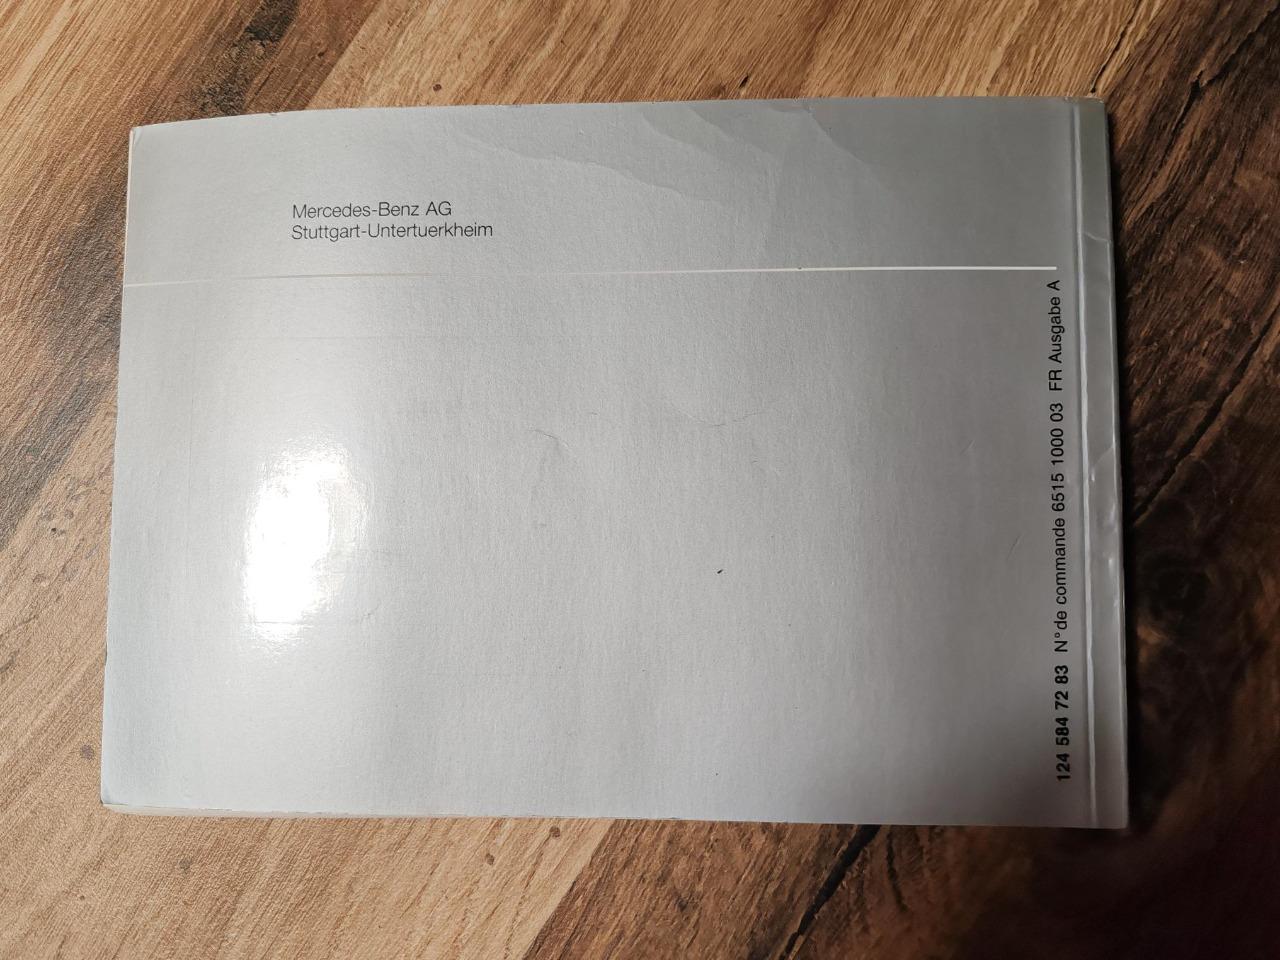 Mercedes-Benz AG
Stuttgart-Untertuerkheim
124 584 72 83 N° de commande 6515 1000 03 FR Ausgabe A